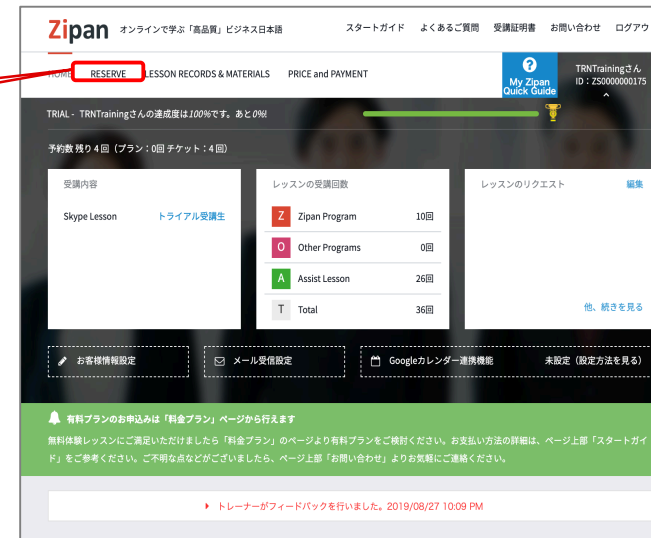 Zipan オンラインで学ぶ「高品質」ビジネス日本語 スタートガイド よくあるご質問 受講証明書 お問い合わせ ログアウ
HOME RESERVE LESSON RECORDS & MATERIALS PRICE and PAYMENT
?
My Zipan
Quick Guide
TRNTrainingさん
ID：ZS0000000175
TRIAL - TRNTrainingさんの達成度は100%です。あと0%!
予約数 残り 4 回（プラン：0回 チケット：4 回）
受講内容
Skype Lesson トライアル受講生
レッスンの受講回数
Z Zipan Program 10回
O Other Programs 0回
A Assist Lesson 26回
T Total 36回
レッスンのリクエスト 編集
他、続きを見る
お客様情報設定 メール受信設定 Googleカレンダー連携機能 未設定（設定方法を見る）
有料プランのお申込みは「料金プラン」ページから行えます
無料体験レッスンにご満足いただけましたら「料金プラン」のページより有料プランをご検討ください。お支払い方法の詳細は、ページ上部「スタートガイ
ド」をご参考ください。ご不明な点などがございましたら、ページ上部「お問い合わせ」よりお気軽にご連絡ください。
トレーナーがフィードバックを行いました。2019/08/27 10:09 PM